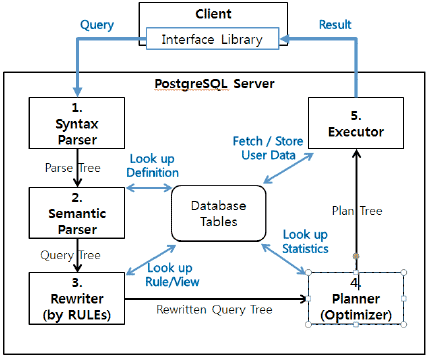 Client
Interface Library
Query
Result
PostgreSQL Server
1.
Syntax
Parser
5.
Executor
Parse Tree
Look up
Definition
Fetch / Store
User Data
2.
Semantic
Parser
Database
Tables
Plan Tree
Query Tree
Look up
Rule/View
Look up
Statistics
3.
Rewriter
(by RULEs)
Rewritten Query Tree
4.
Planner
(Optimizer)